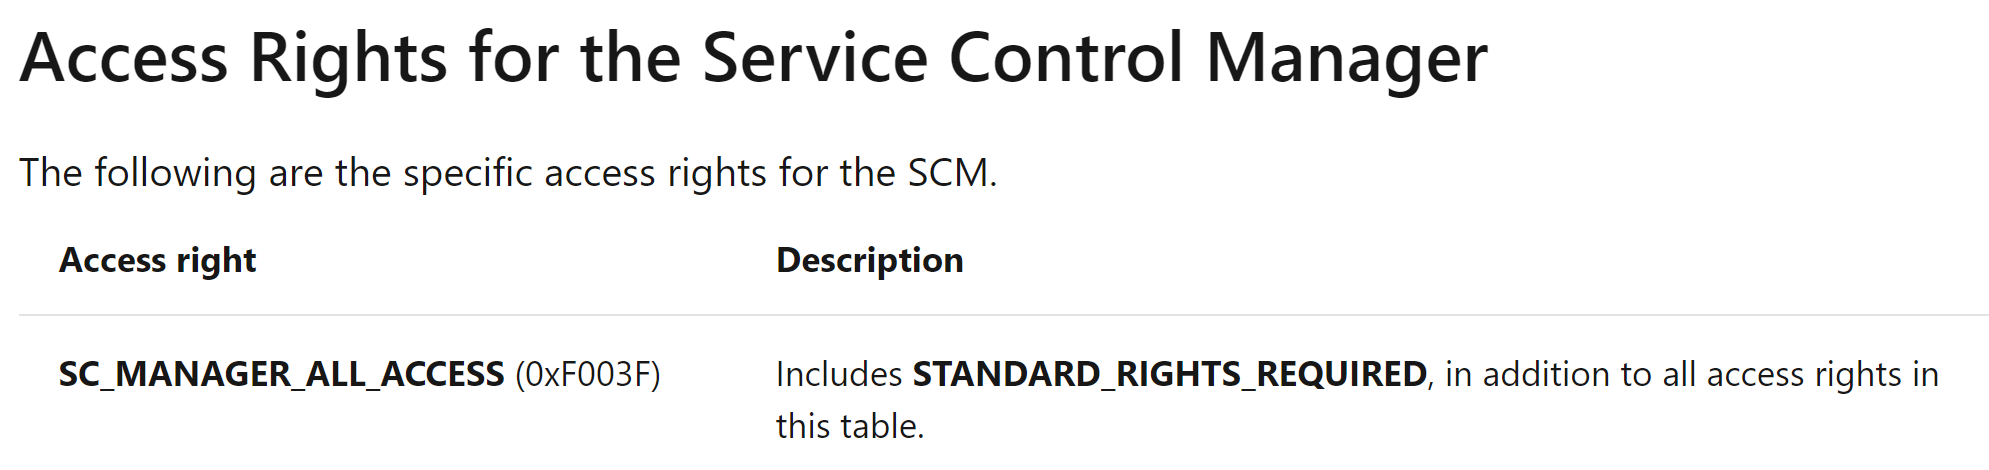 Access Rights for the Service Control Manager
The following are the specific access rights for the SCM.
Access right Description
SC_MANAGER_ALL_ACCESS (0xF003F) Includes STANDARD_RIGHTS_REQUIRED, in addition to all access rights in
this table.